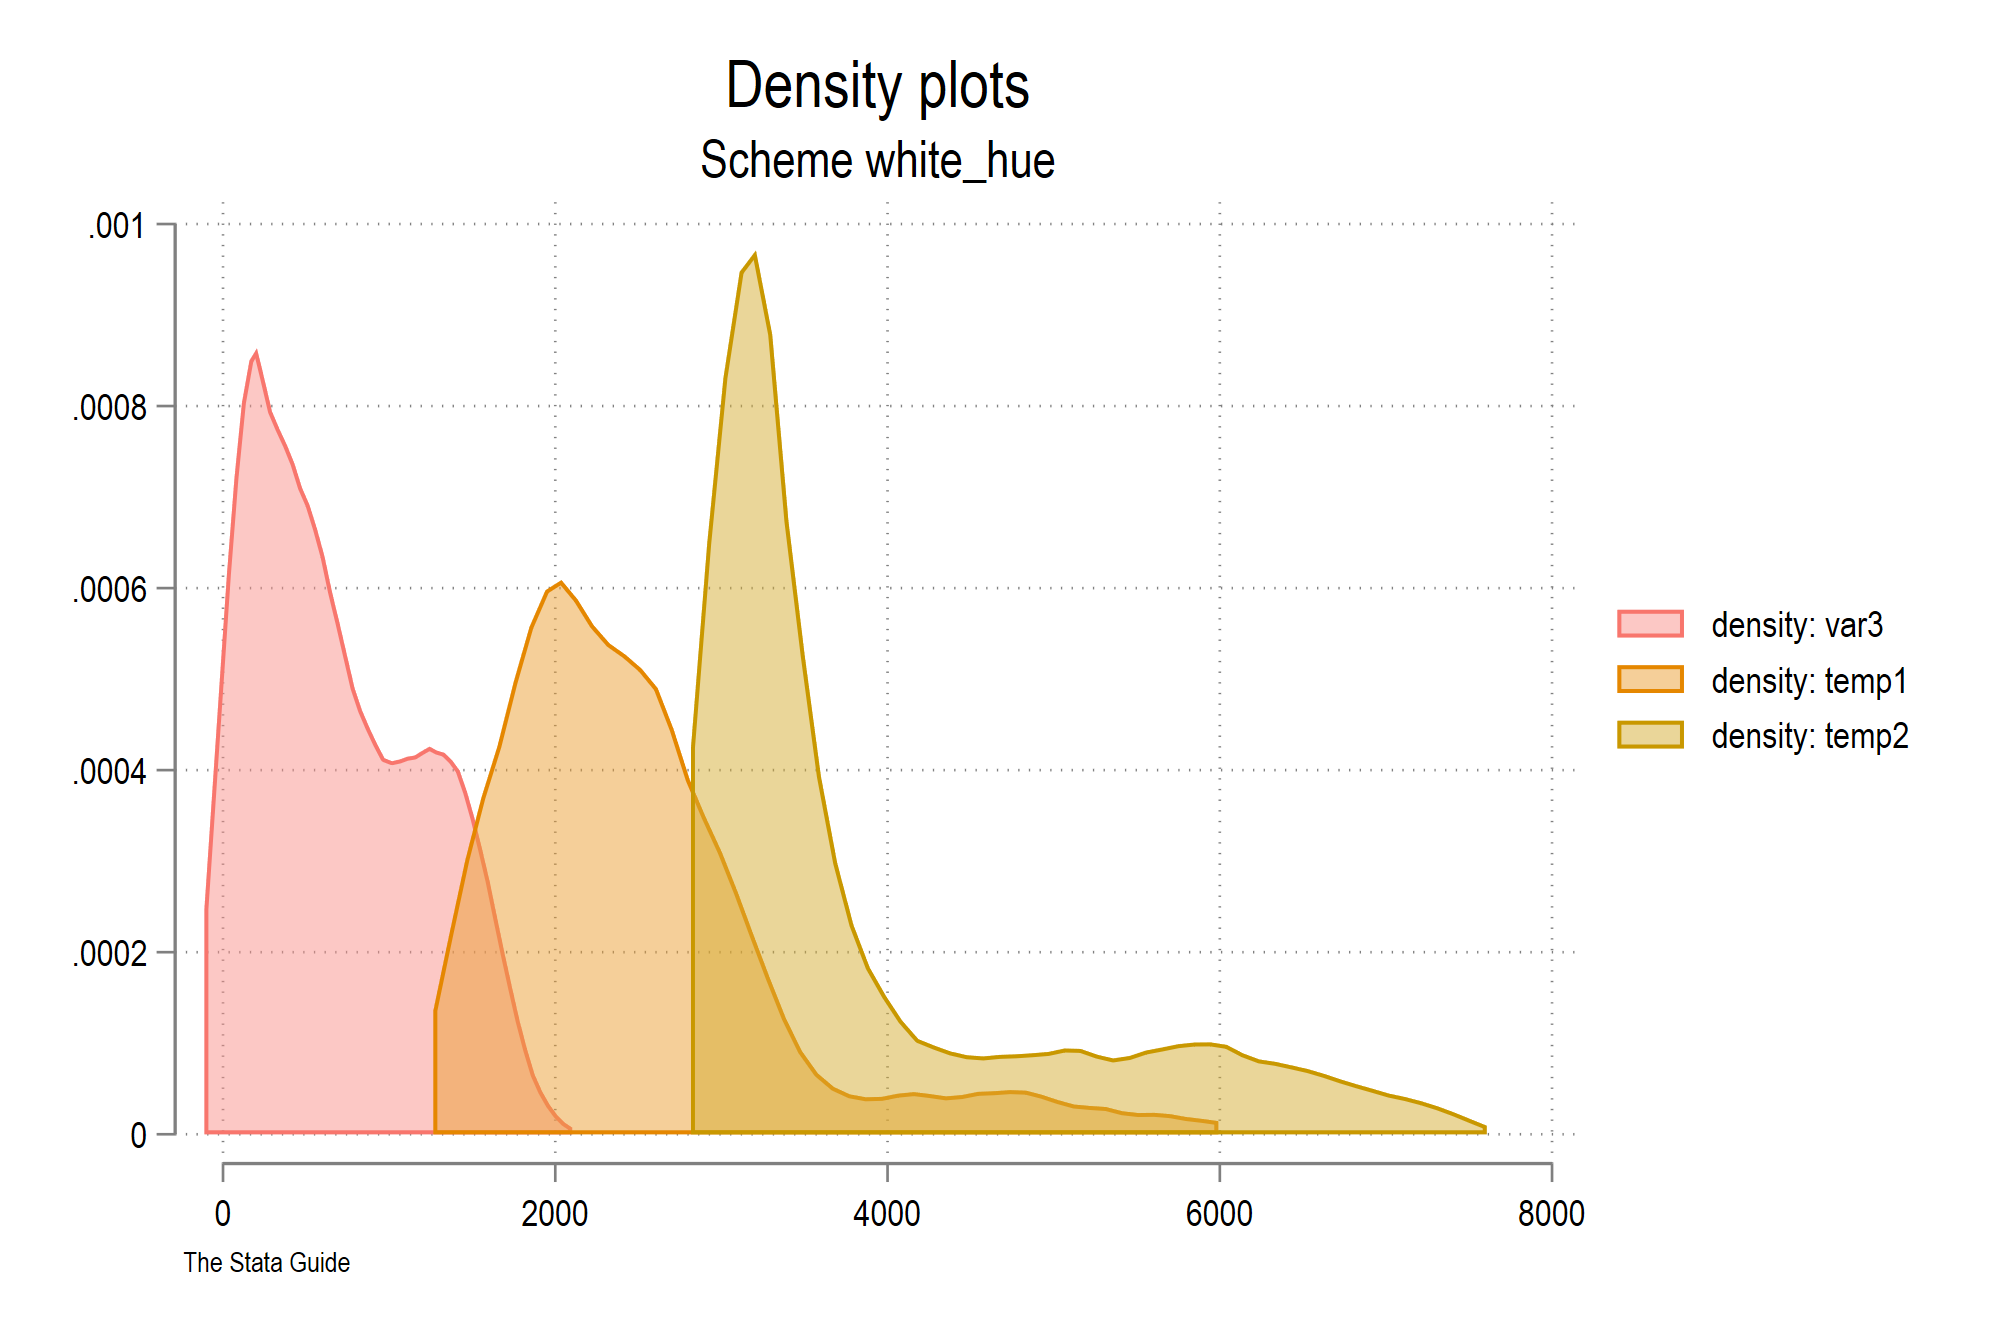 Density plots
Scheme white_hue
.001
.0008
.0006
.0004
.0002
0
0 2000 4000 6000 8000
density: var3
density: temp1
density: temp2
The Stata Guide